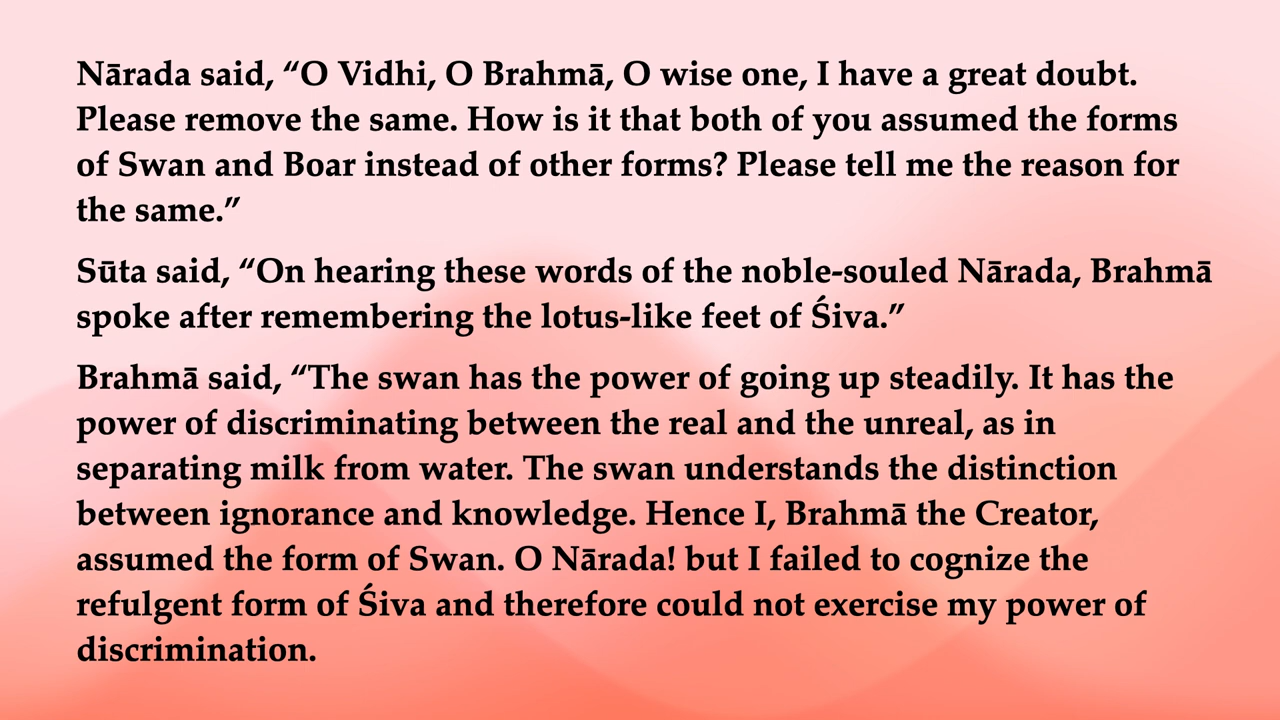 Nārada said, “O Vidhi, O Brahmā, O wise one, I have a great doubt.
Please remove the same. How is it that both of you assumed the forms
of Swan and Boar instead of other forms? Please tell me the reason for
the same.”
Sūta said, “On hearing these words of the noble-souled Nārada, Brahmā
spoke after remembering the lotus-like feet of Śiva.”
Brahmā said, “The swan has the power of going up steadily. It has the
power of discriminating between the real and the unreal, as in
separating milk from water. The swan understands the distinction
between ignorance and knowledge. Hence I, Brahmā the Creator,
assumed the form of Swan. O Nārada! but I failed to cognize the
refulgent form of Śiva and therefore could not exercise my power of
discrimination.